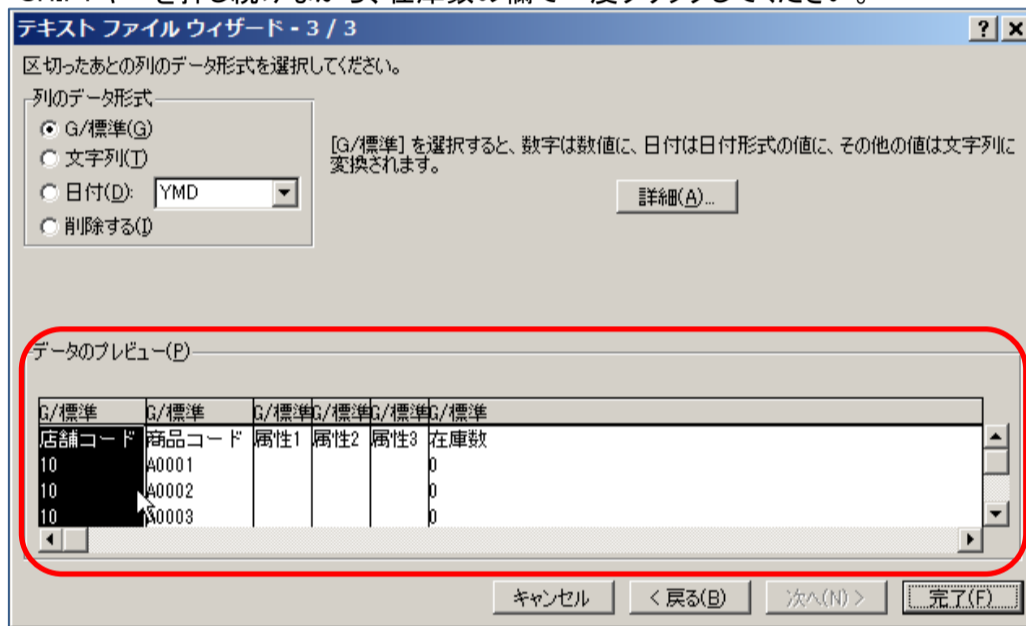 テキスト ファイル ウィザード - 3 / 3
区切ったあとの列のデータ形式を選択してください。
列のデータ形式
G/標準(G)
文字列(T)
日付(D): YMD
削除する(I)
[G/標準] を選択すると、数字は数値に、日付は日付形式の値に、その他の値は文字列に
変換されます。
詳細(A)...
データのプレビュー(P)
G/標準 G/標準 G/標準 G/標準 G/標準 G/標準
店舗コード 商品コード 属性1 属性2 属性3 在庫数
10 A0001 0
10 A0002 0
10 A0003 0
キャンセル < 戻る(B) 次へ(N) > 完了(F)